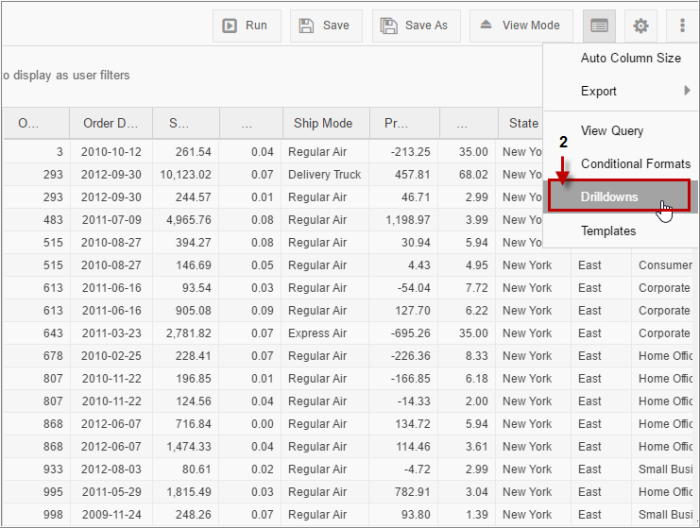 Run Save Save As View Mode
Auto Column Size
o display as user filters
Export
View Query
2
Conditional Formats
Drilldowns
Templates
O... Order D... S... ... Ship Mode Pr... ... State
3 2010-10-12 261.54 0.04 Regular Air -213.25 35.00 New Yo
293 2012-09-30 10,123.02 0.07 Delivery Truck 457.81 68.02 New Yo
293 2012-09-30 244.57 0.01 Regular Air 46.71 2.99 New Yo
483 2011-07-09 4,965.76 0.08 Regular Air 1,198.97 3.99 New Yo
515 2010-08-27 394.27 0.08 Regular Air 30.94 5.94 New Yo
515 2010-08-27 146.69 0.05 Regular Air 4.43 4.95 New York East Consumer
613 2011-06-16 93.54 0.03 Regular Air -54.04 7.72 New York East Corporate
613 2011-06-16 905.08 0.09 Regular Air 127.70 6.22 New York East Corporate
643 2011-03-23 2,781.82 0.07 Express Air -695.26 35.00 New York East Corporate
678 2010-02-25 228.41 0.07 Regular Air -226.36 8.33 New York East Home Offic
807 2010-11-22 196.85 0.01 Regular Air -166.85 6.18 New York East Home Offic
807 2010-11-22 124.56 0.04 Regular Air -14.33 2.00 New York East Home Offic
868 2012-06-07 716.84 0.00 Regular Air 134.72 5.94 New York East Home Offic
868 2012-06-07 1,474.33 0.04 Regular Air 114.46 3.61 New York East Home Offic
933 2012-08-03 80.61 0.02 Regular Air -4.72 2.99 New York East Small Busi
995 2011-05-29 1,815.49 0.03 Regular Air 782.91 3.04 New York East Home Offic
998 2009-11-24 248.26 0.07 Regular Air 93.80 1.39 New York East Small Busi